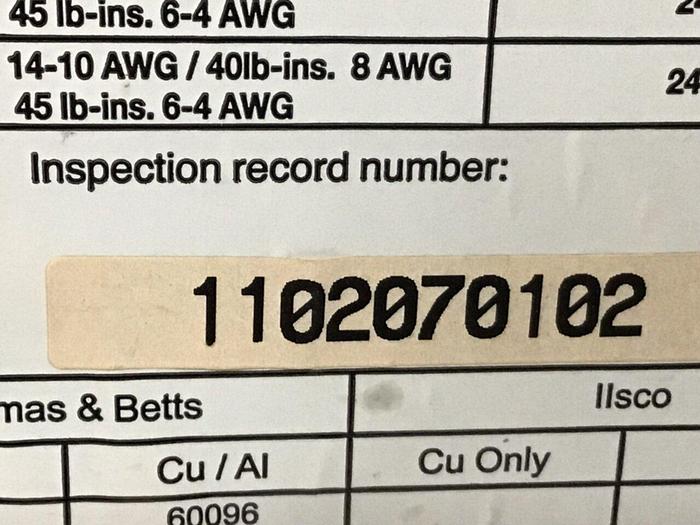 45 lb-ins. 6-4 AWG
14-10 AWG / 40lb-ins. 8 AWG
45 lb-ins. 6-4 AWG
24
Inspection record number:
1102070102
mas & Betts
Ilsco
Cu / Al
Cu Only
60096